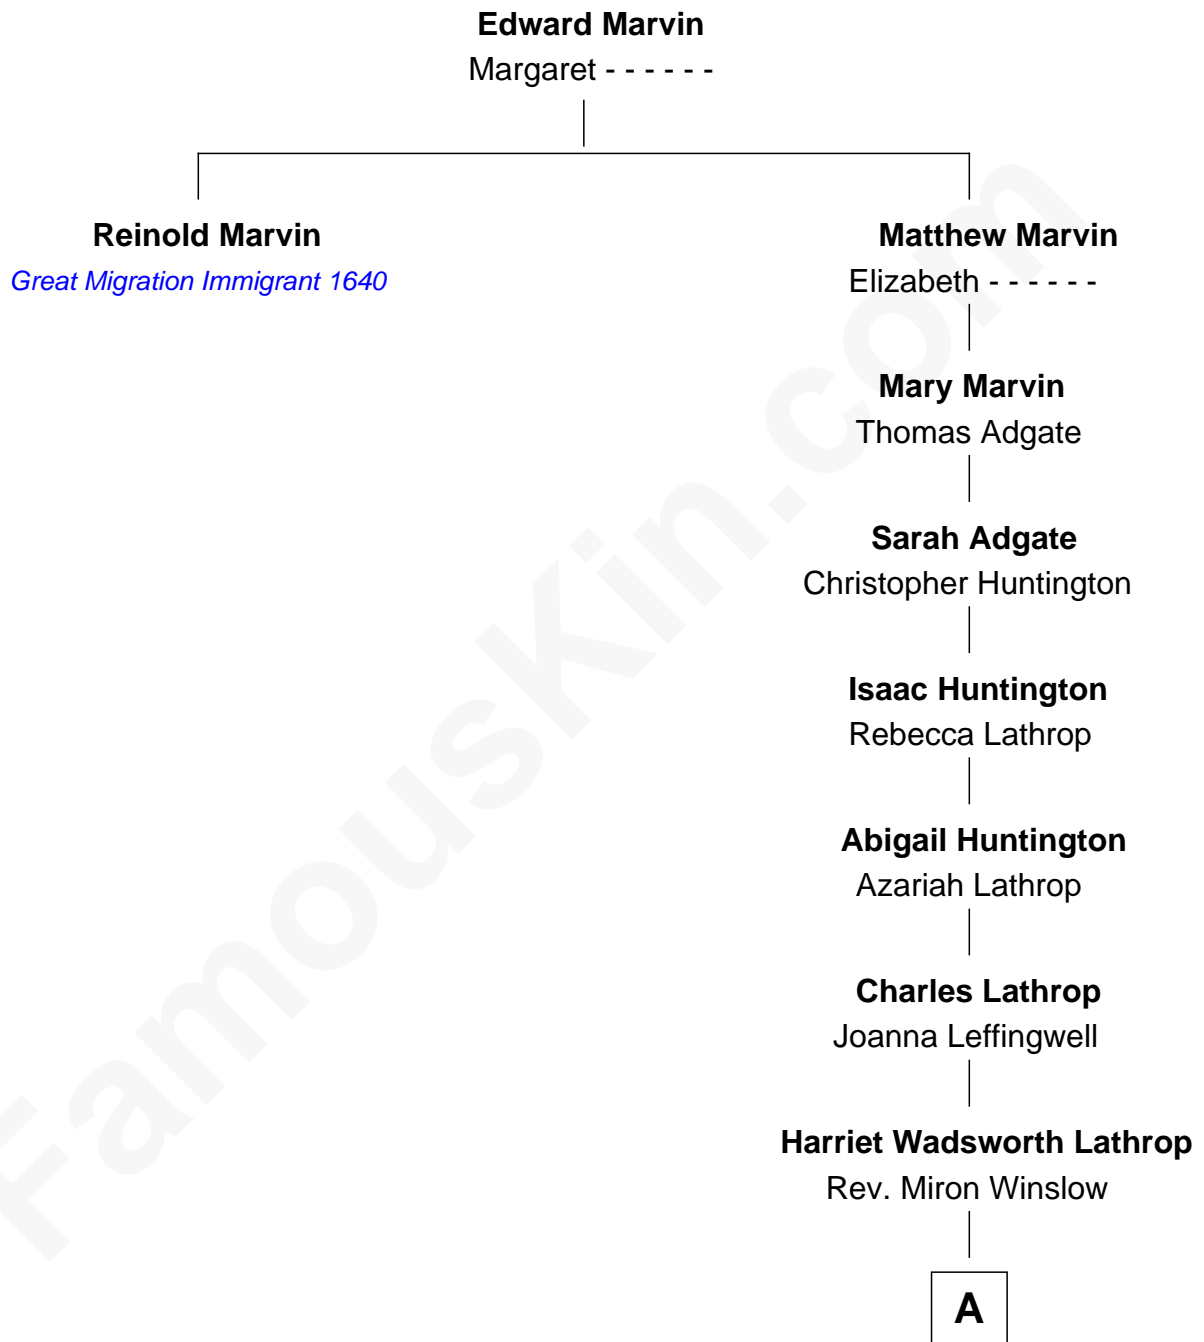 Edward Marvin
Margaret - - - - - -
Reinold Marvin
Great Migration Immigrant 1640
Matthew Marvin
Elizabeth - - - - - -
Mary Marvin
Thomas Adgate
Sarah Adgate
Christopher Huntington
Isaac Huntington
Rebecca Lathrop
Abigail Huntington
Azariah Lathrop
Charles Lathrop
Joanna Leffingwell
Harriet Wadsworth Lathrop
Rev. Miron Winslow
A
FamousKin.com